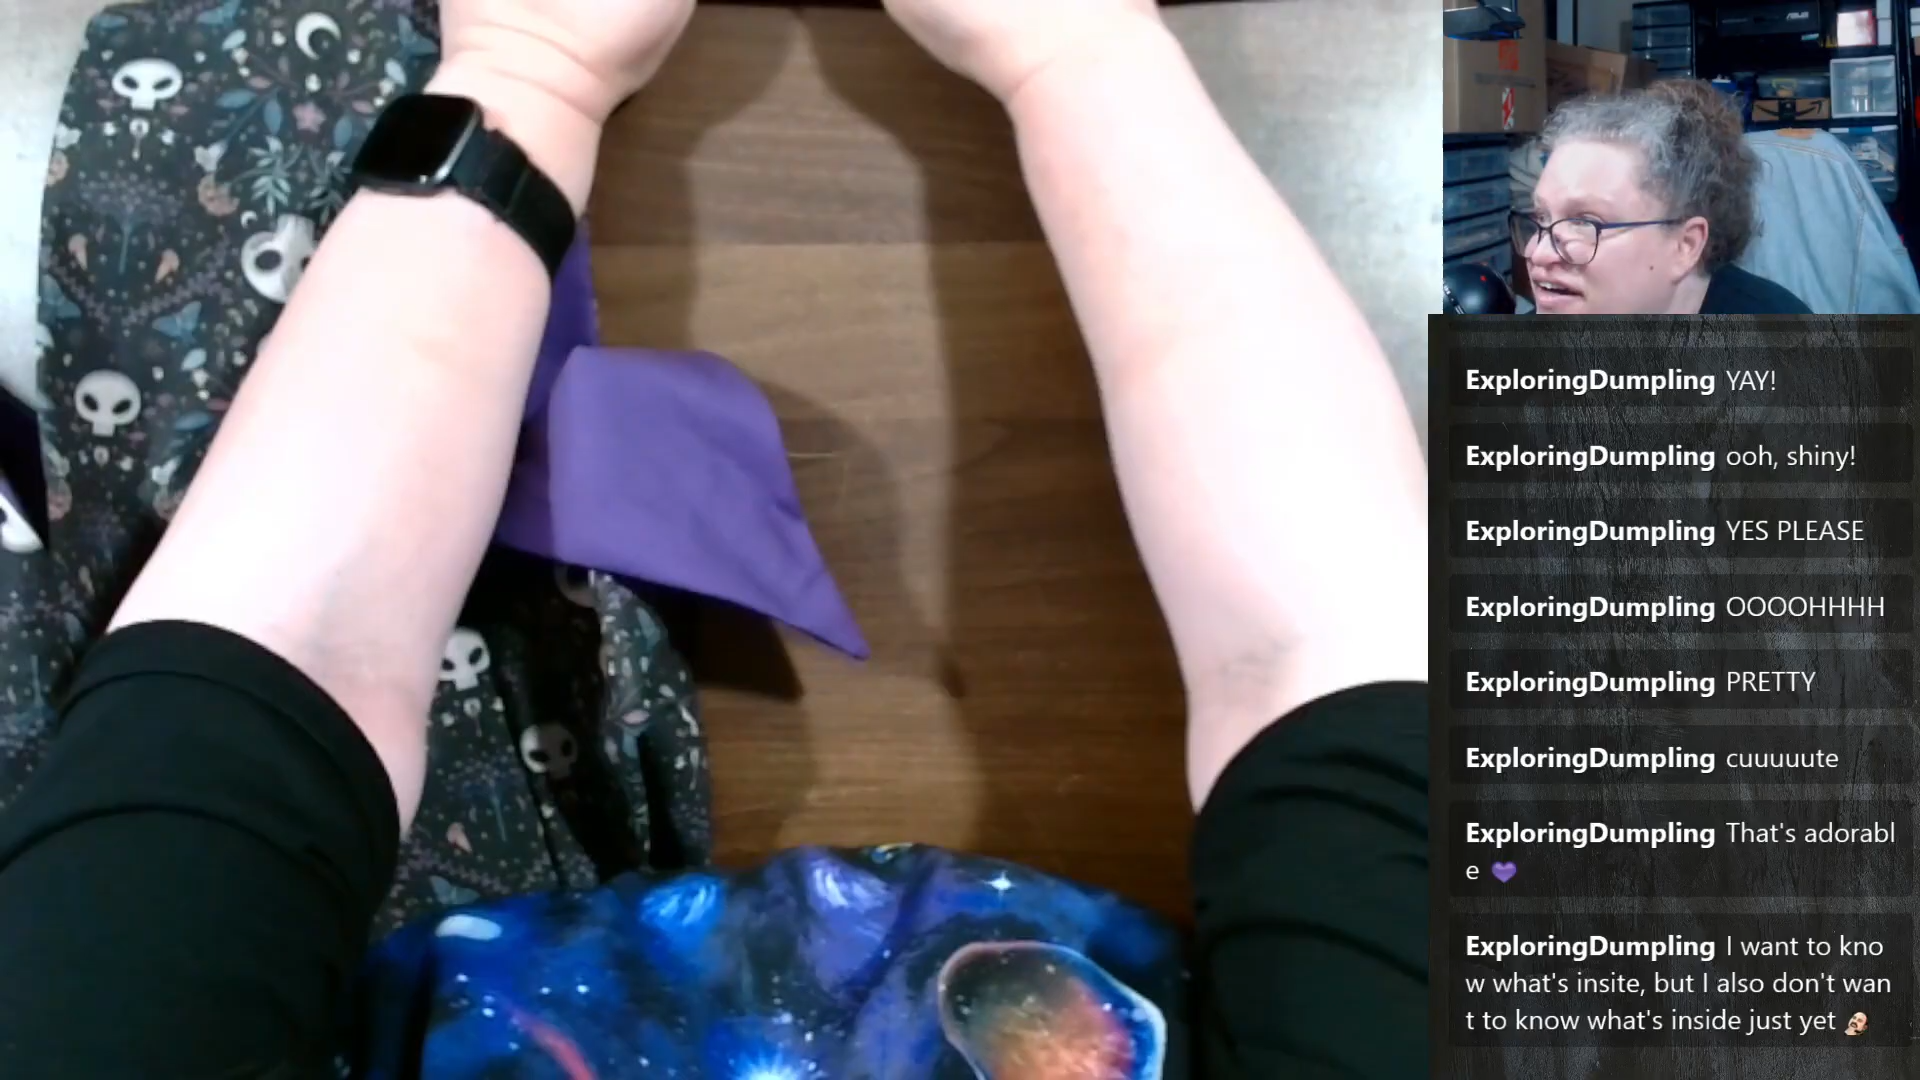 ASUS
ExploringDumpling YAY!
ExploringDumpling ooh, shiny!
ExploringDumpling YES PLEASE
ExploringDumpling OOOOHHHH
ExploringDumpling PRETTY
ExploringDumpling cuuuuute
ExploringDumpling That's adorabl
e 💜
ExploringDumpling I want to kno
w what's insite, but I also don't wan
t to know what's inside just yet